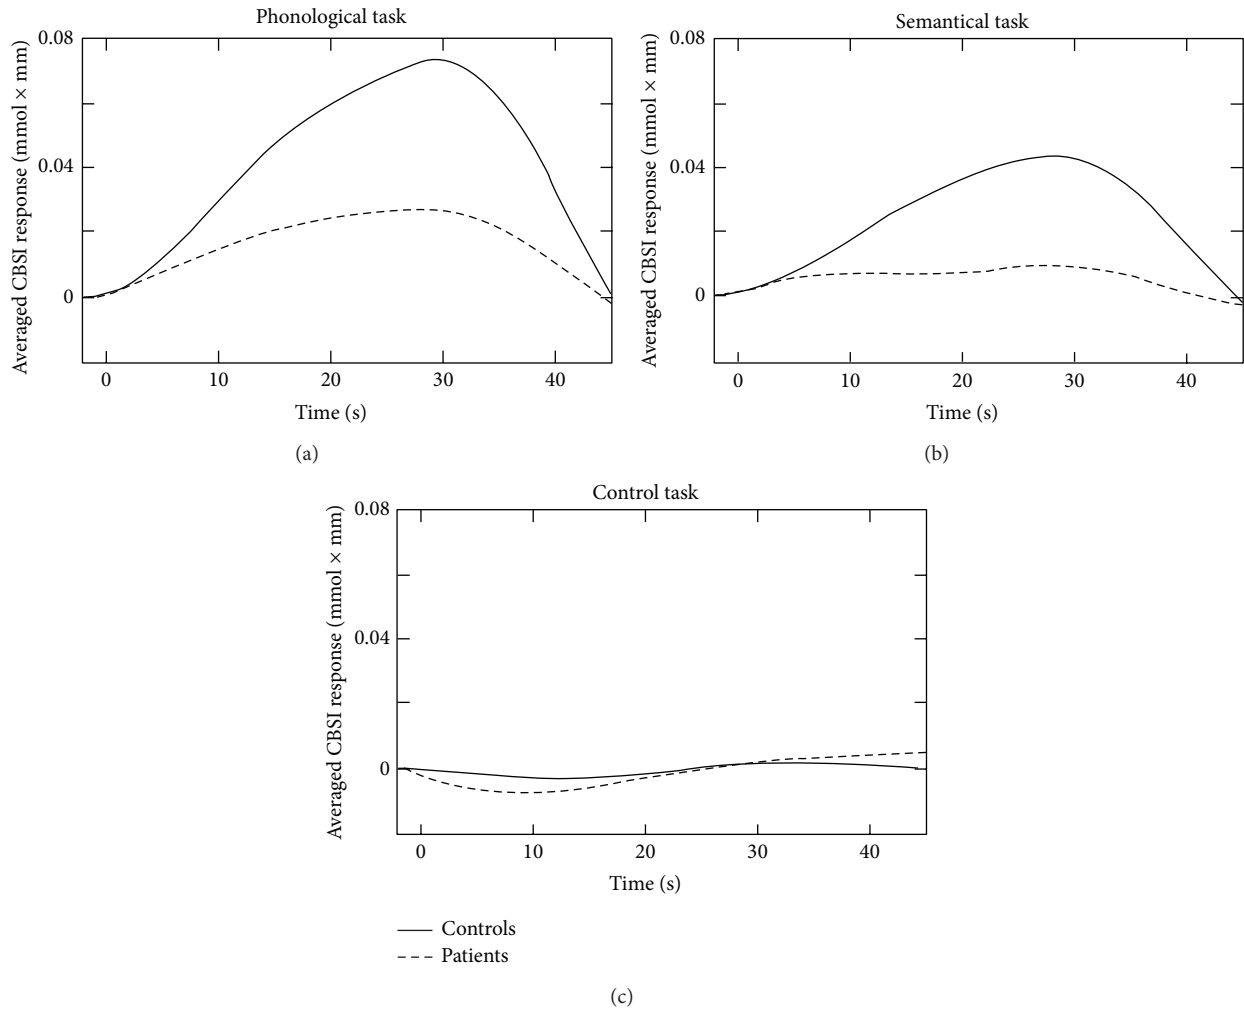 Phonological task
Averaged CBSI response (mmol × mm)
0.08
0.04
0
0 10 20 30 40
Time (s)
(a)
Semantical task
Averaged CBSI response (mmol × mm)
0.08
0.04
0
0 10 20 30 40
Time (s)
(b)
Control task
Averaged CBSI response (mmol × mm)
0.08
0.04
0
0 10 20 30 40
Time (s)
Controls
Patients
(c)